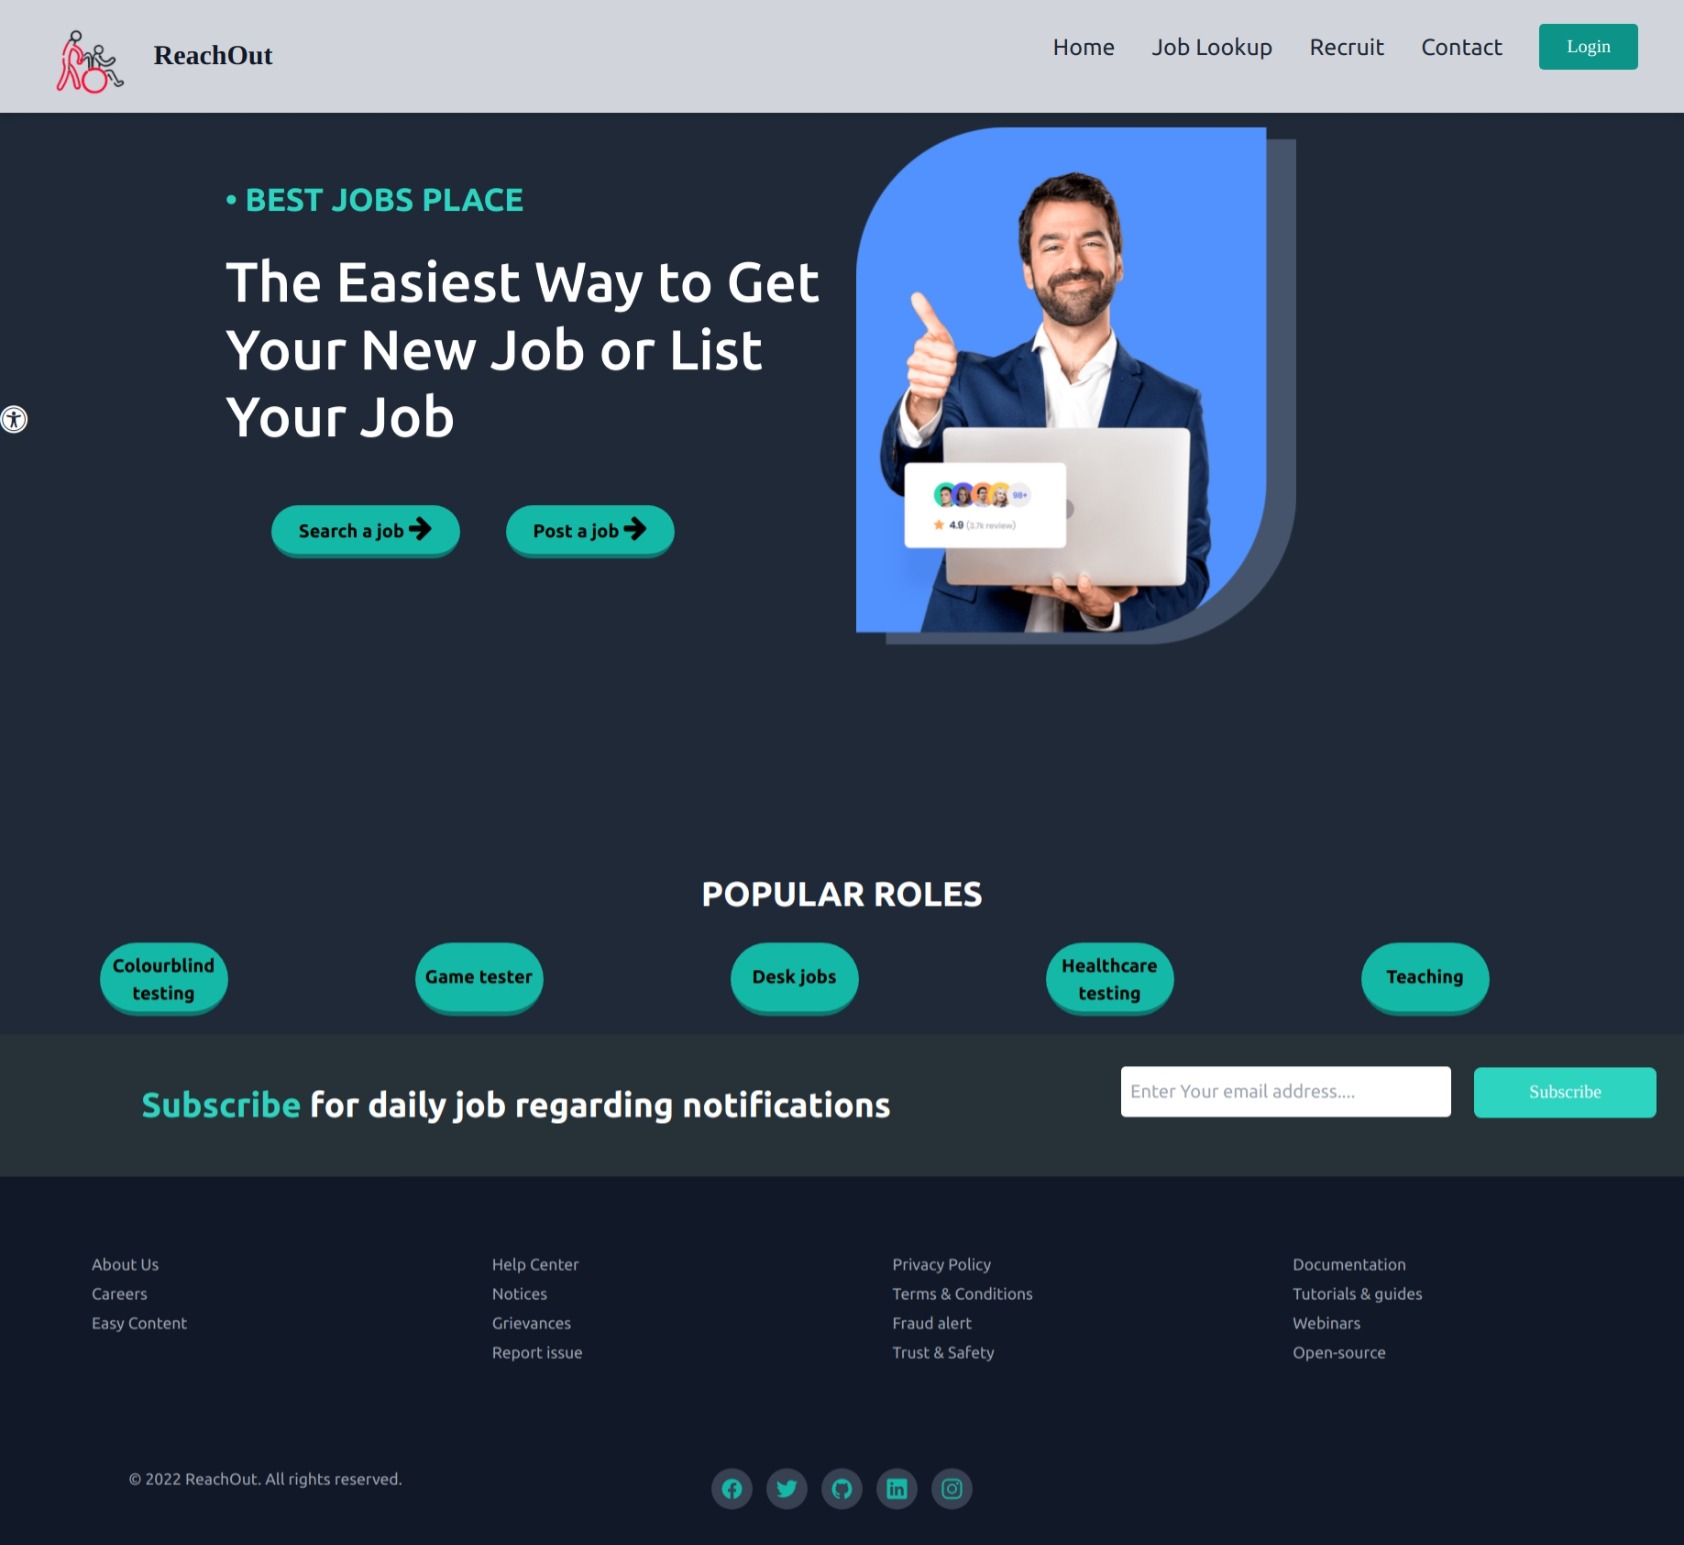 ReachOut
Home
Job Lookup
Recruit
Contact
Login
• BEST JOBS PLACE
The Easiest Way to Get
Your New Job or List
Your Job
Search a job
Post a job
98+
4.9 (3.7k review)
POPULAR ROLES
Colourblind
testing
Game tester
Desk jobs
Healthcare
testing
Teaching
Subscribe for daily job regarding notifications
Enter Your email address....
Subscribe
About Us
Careers
Easy Content
Help Center
Notices
Grievances
Report issue
Privacy Policy
Terms & Conditions
Fraud alert
Trust & Safety
Documentation
Tutorials & guides
Webinars
Open-source
© 2022 ReachOut. All rights reserved.